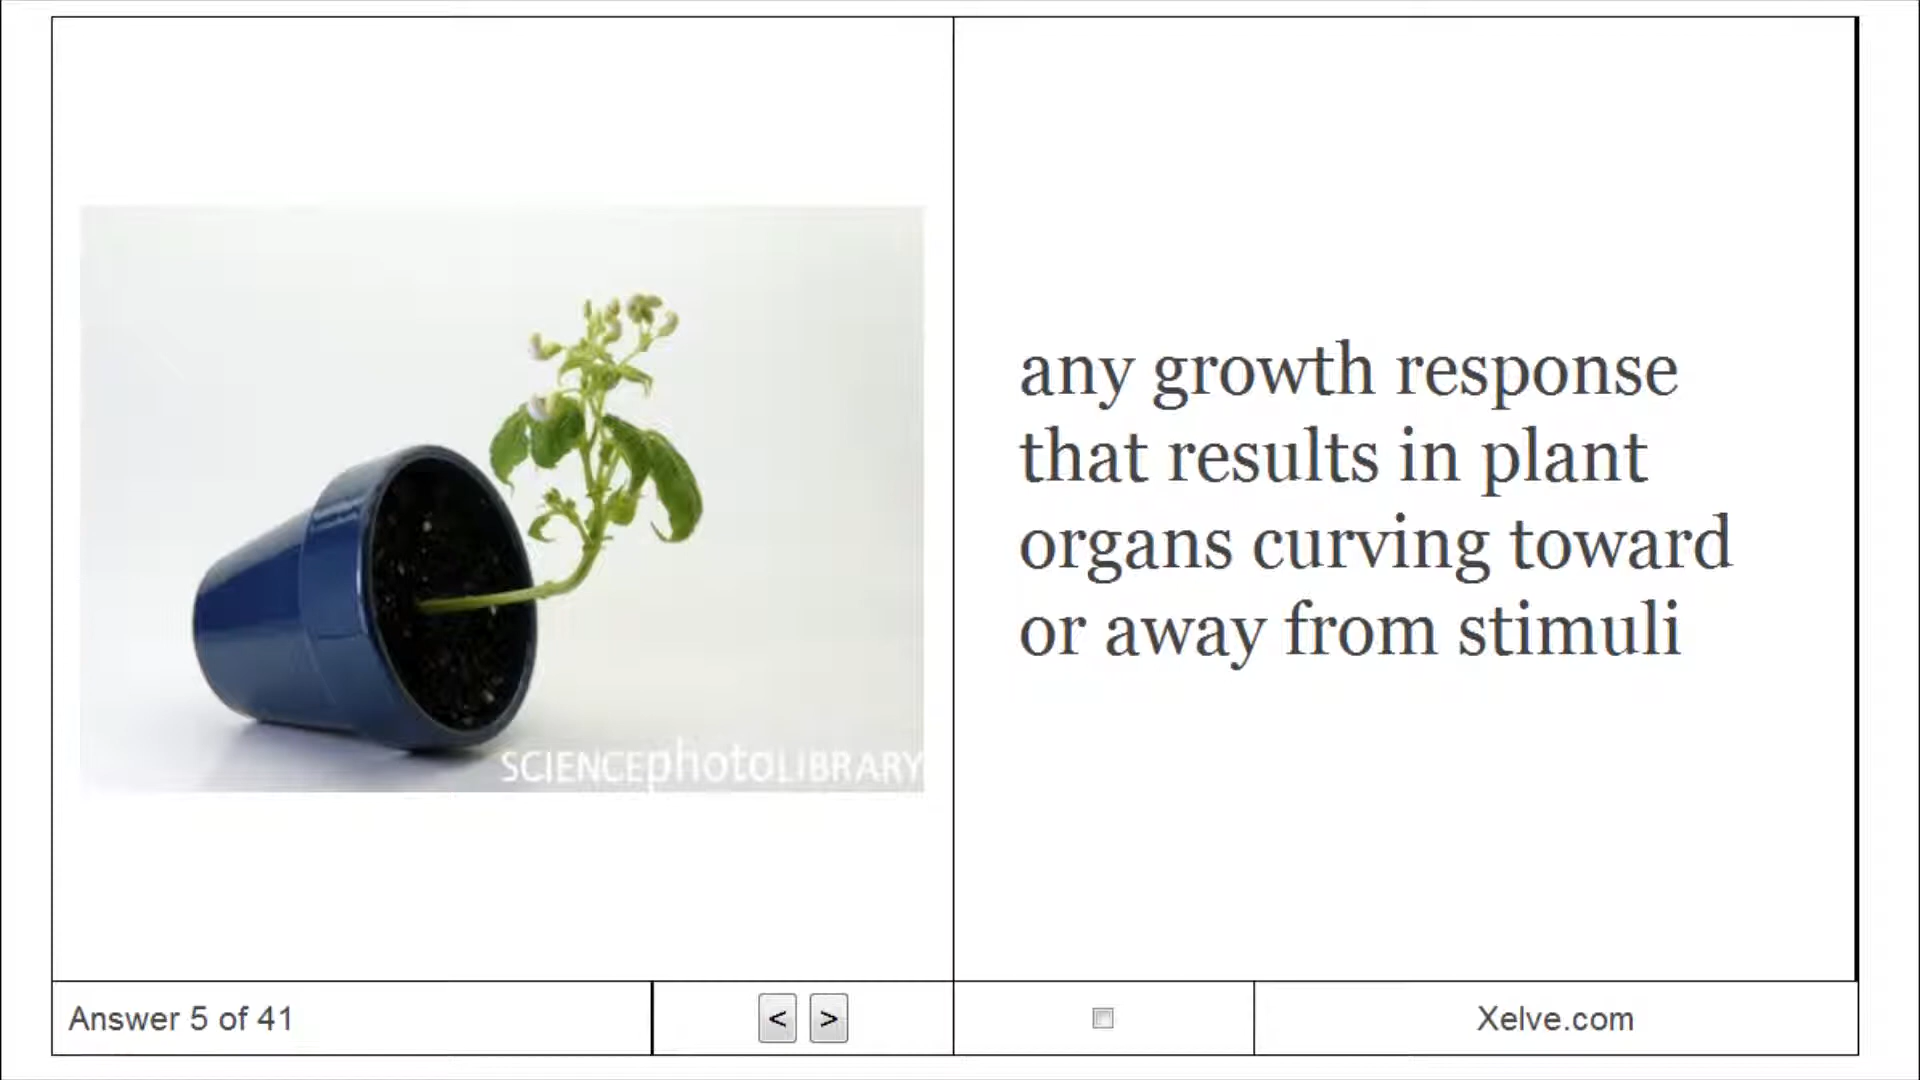 any growth response
that results in plant
organs curving toward
or away from stimuli
SCIENCEphotoLIBRARY
Answer 5 of 41
< >
Xelve.com